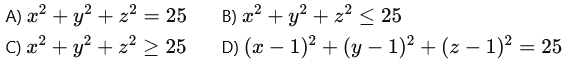 A) x² + y² + z² = 25 B) x² + y² + z² ≤ 25
C) x² + y² + z² ≥ 25 D) (x − 1)² + (y − 1)² + (z − 1)² = 25